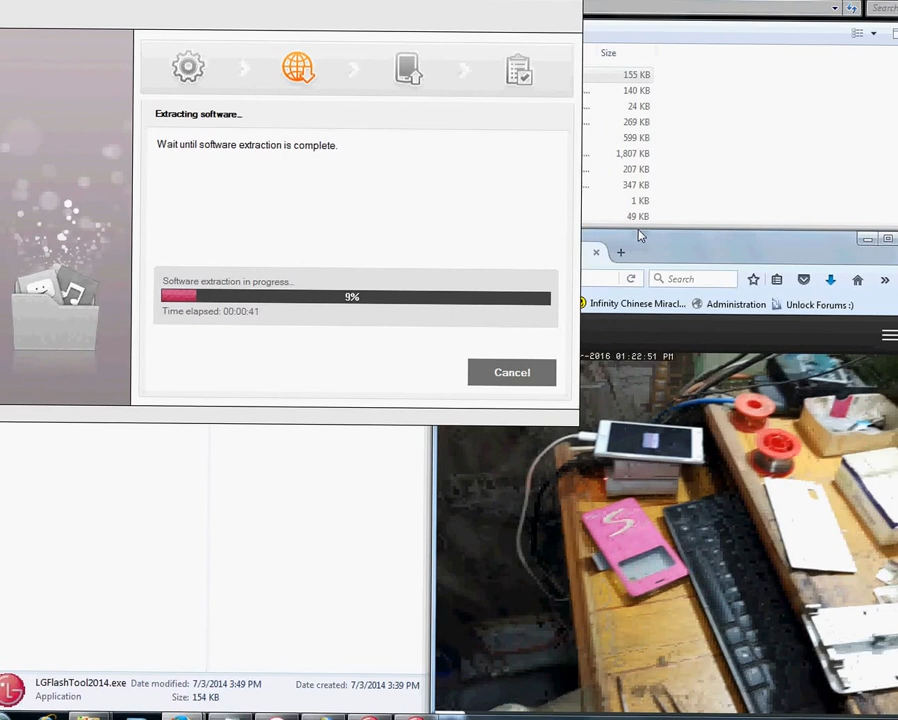 Search
Size
Extracting software...
155 KB
140 KB
24 KB
269 KB
599 KB
1,807 KB
207 KB
347 KB
1 KB
49 KB
Wait until software extraction is complete.
Software extraction in progress...
9%
Time elapsed: 00:00:41
Search
Infinity Chinese Miracl...
Administration
Unlock Forums :)
Cancel
-2016 01:22:51 PM
S
LGFlashTool2014.exe Date modified: 7/3/2014 3:49 PM Date created: 7/3/2014 3:39 PM
Application Size: 154 KB